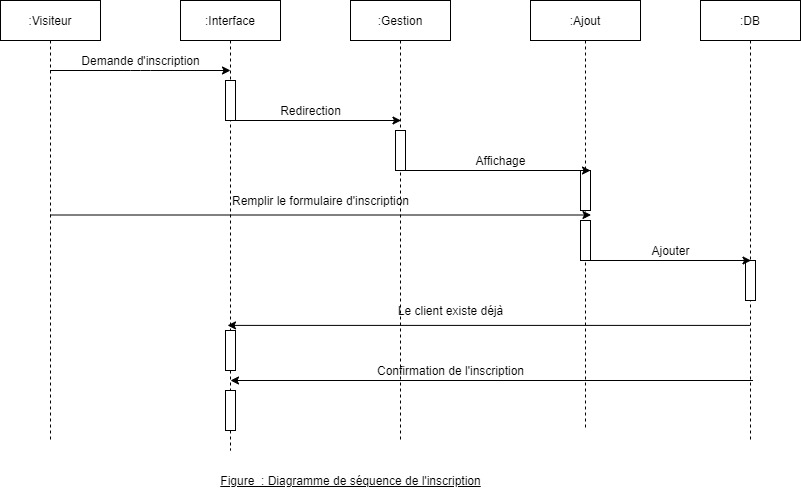 :Visiteur
:Interface
:Gestion
:Ajout
:DB
Demande d'inscription
Redirection
Affichage
Remplir le formulaire d'inscription
Ajouter
Le client existe déjà
Confirmation de l'inscription
Figure : Diagramme de séquence de l'inscription